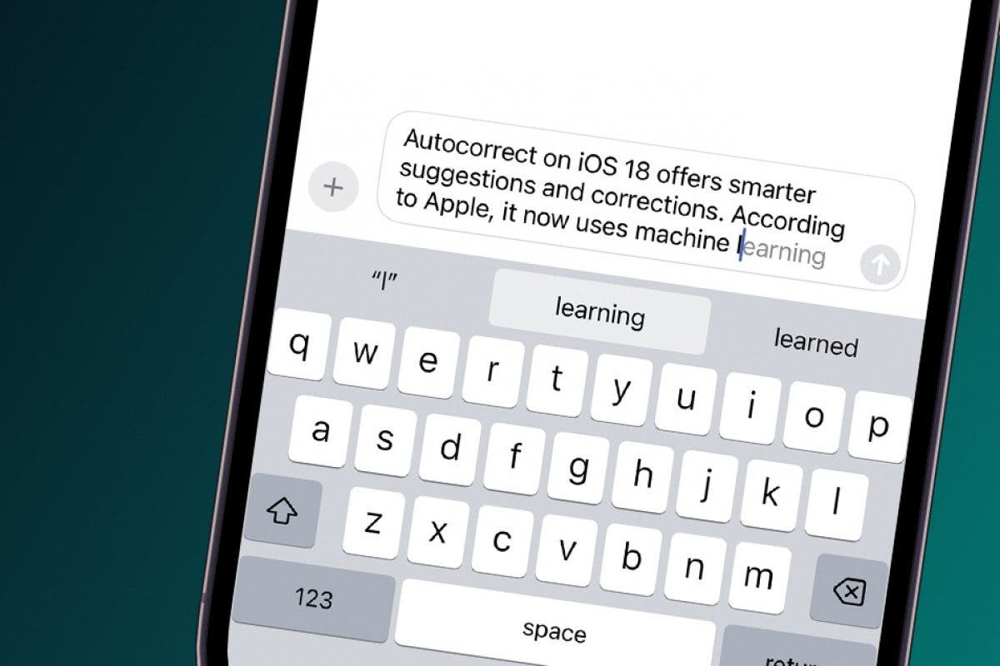 Autocorrect on iOS 18 offers smarter
suggestions and corrections. According
to Apple, it now uses machine learning
“l” learning learned
q w e r t y u i o p
a s d f g h j k l
z x c v b n m
123 space